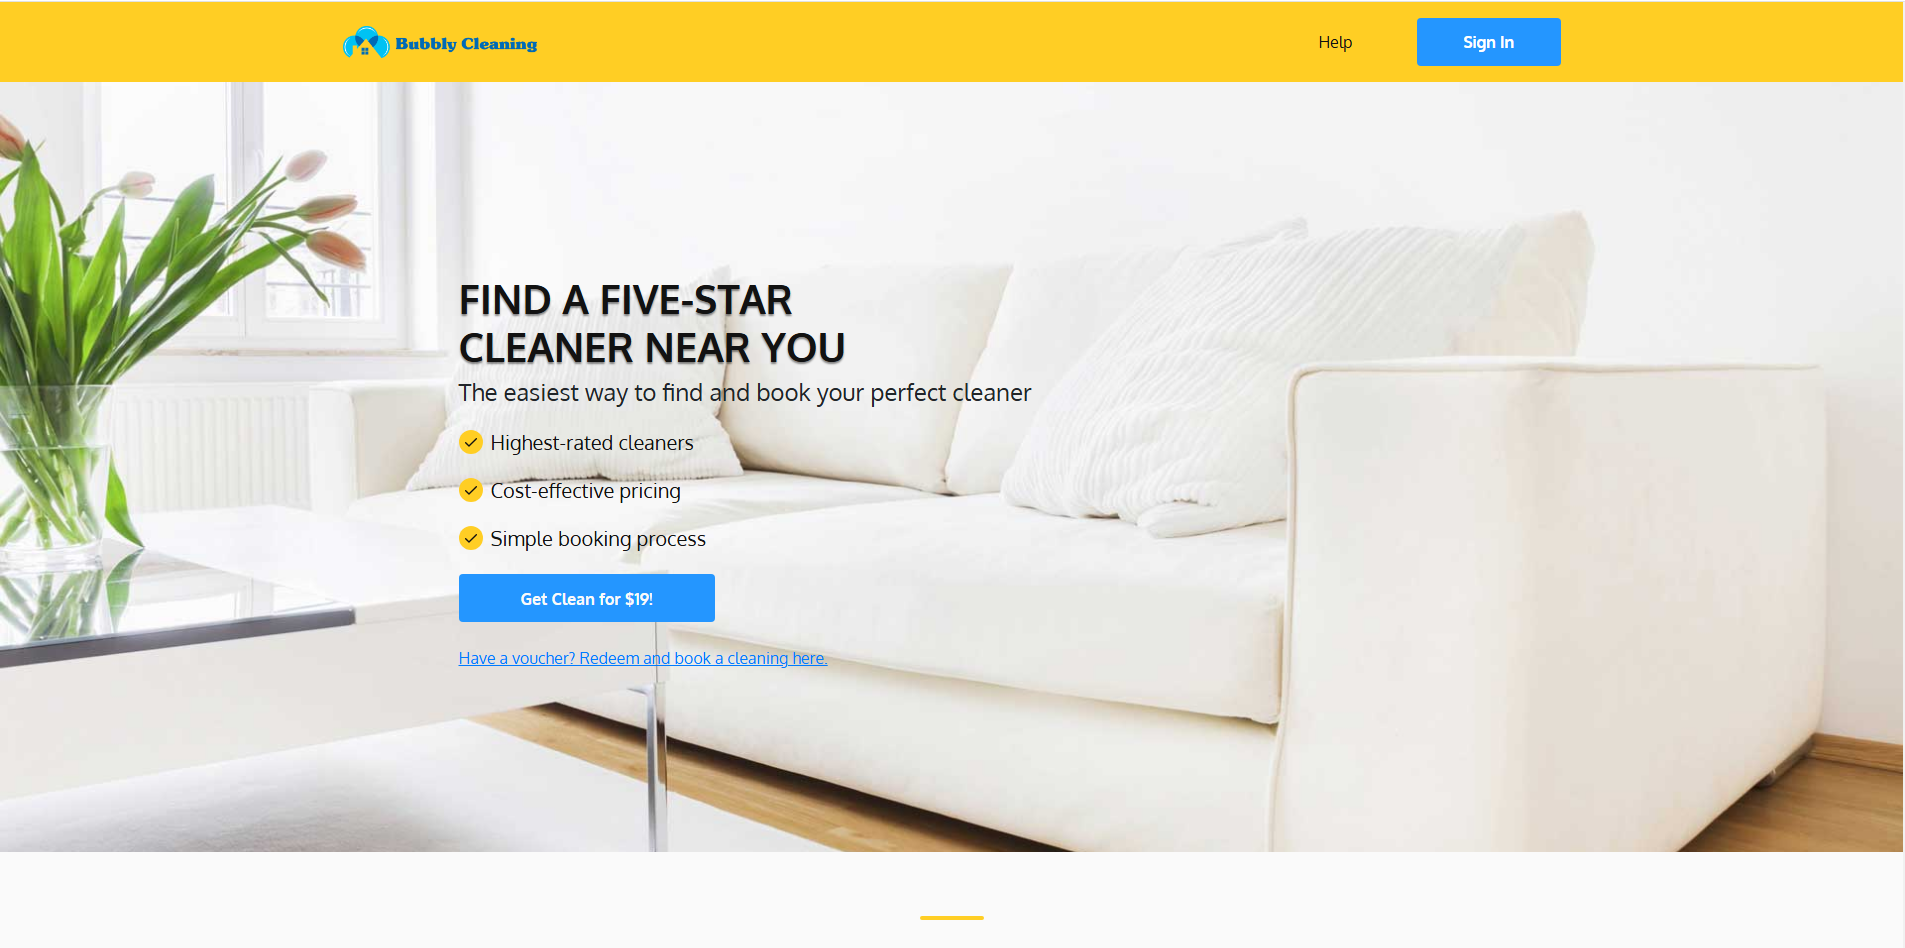 Bubbly Cleaning
Help
Sign In
FIND A FIVE-STAR
CLEANER NEAR YOU
The easiest way to find and book your perfect cleaner
Highest-rated cleaners
Cost-effective pricing
Simple booking process
Get Clean for $19!
Have a voucher? Redeem and book a cleaning here.